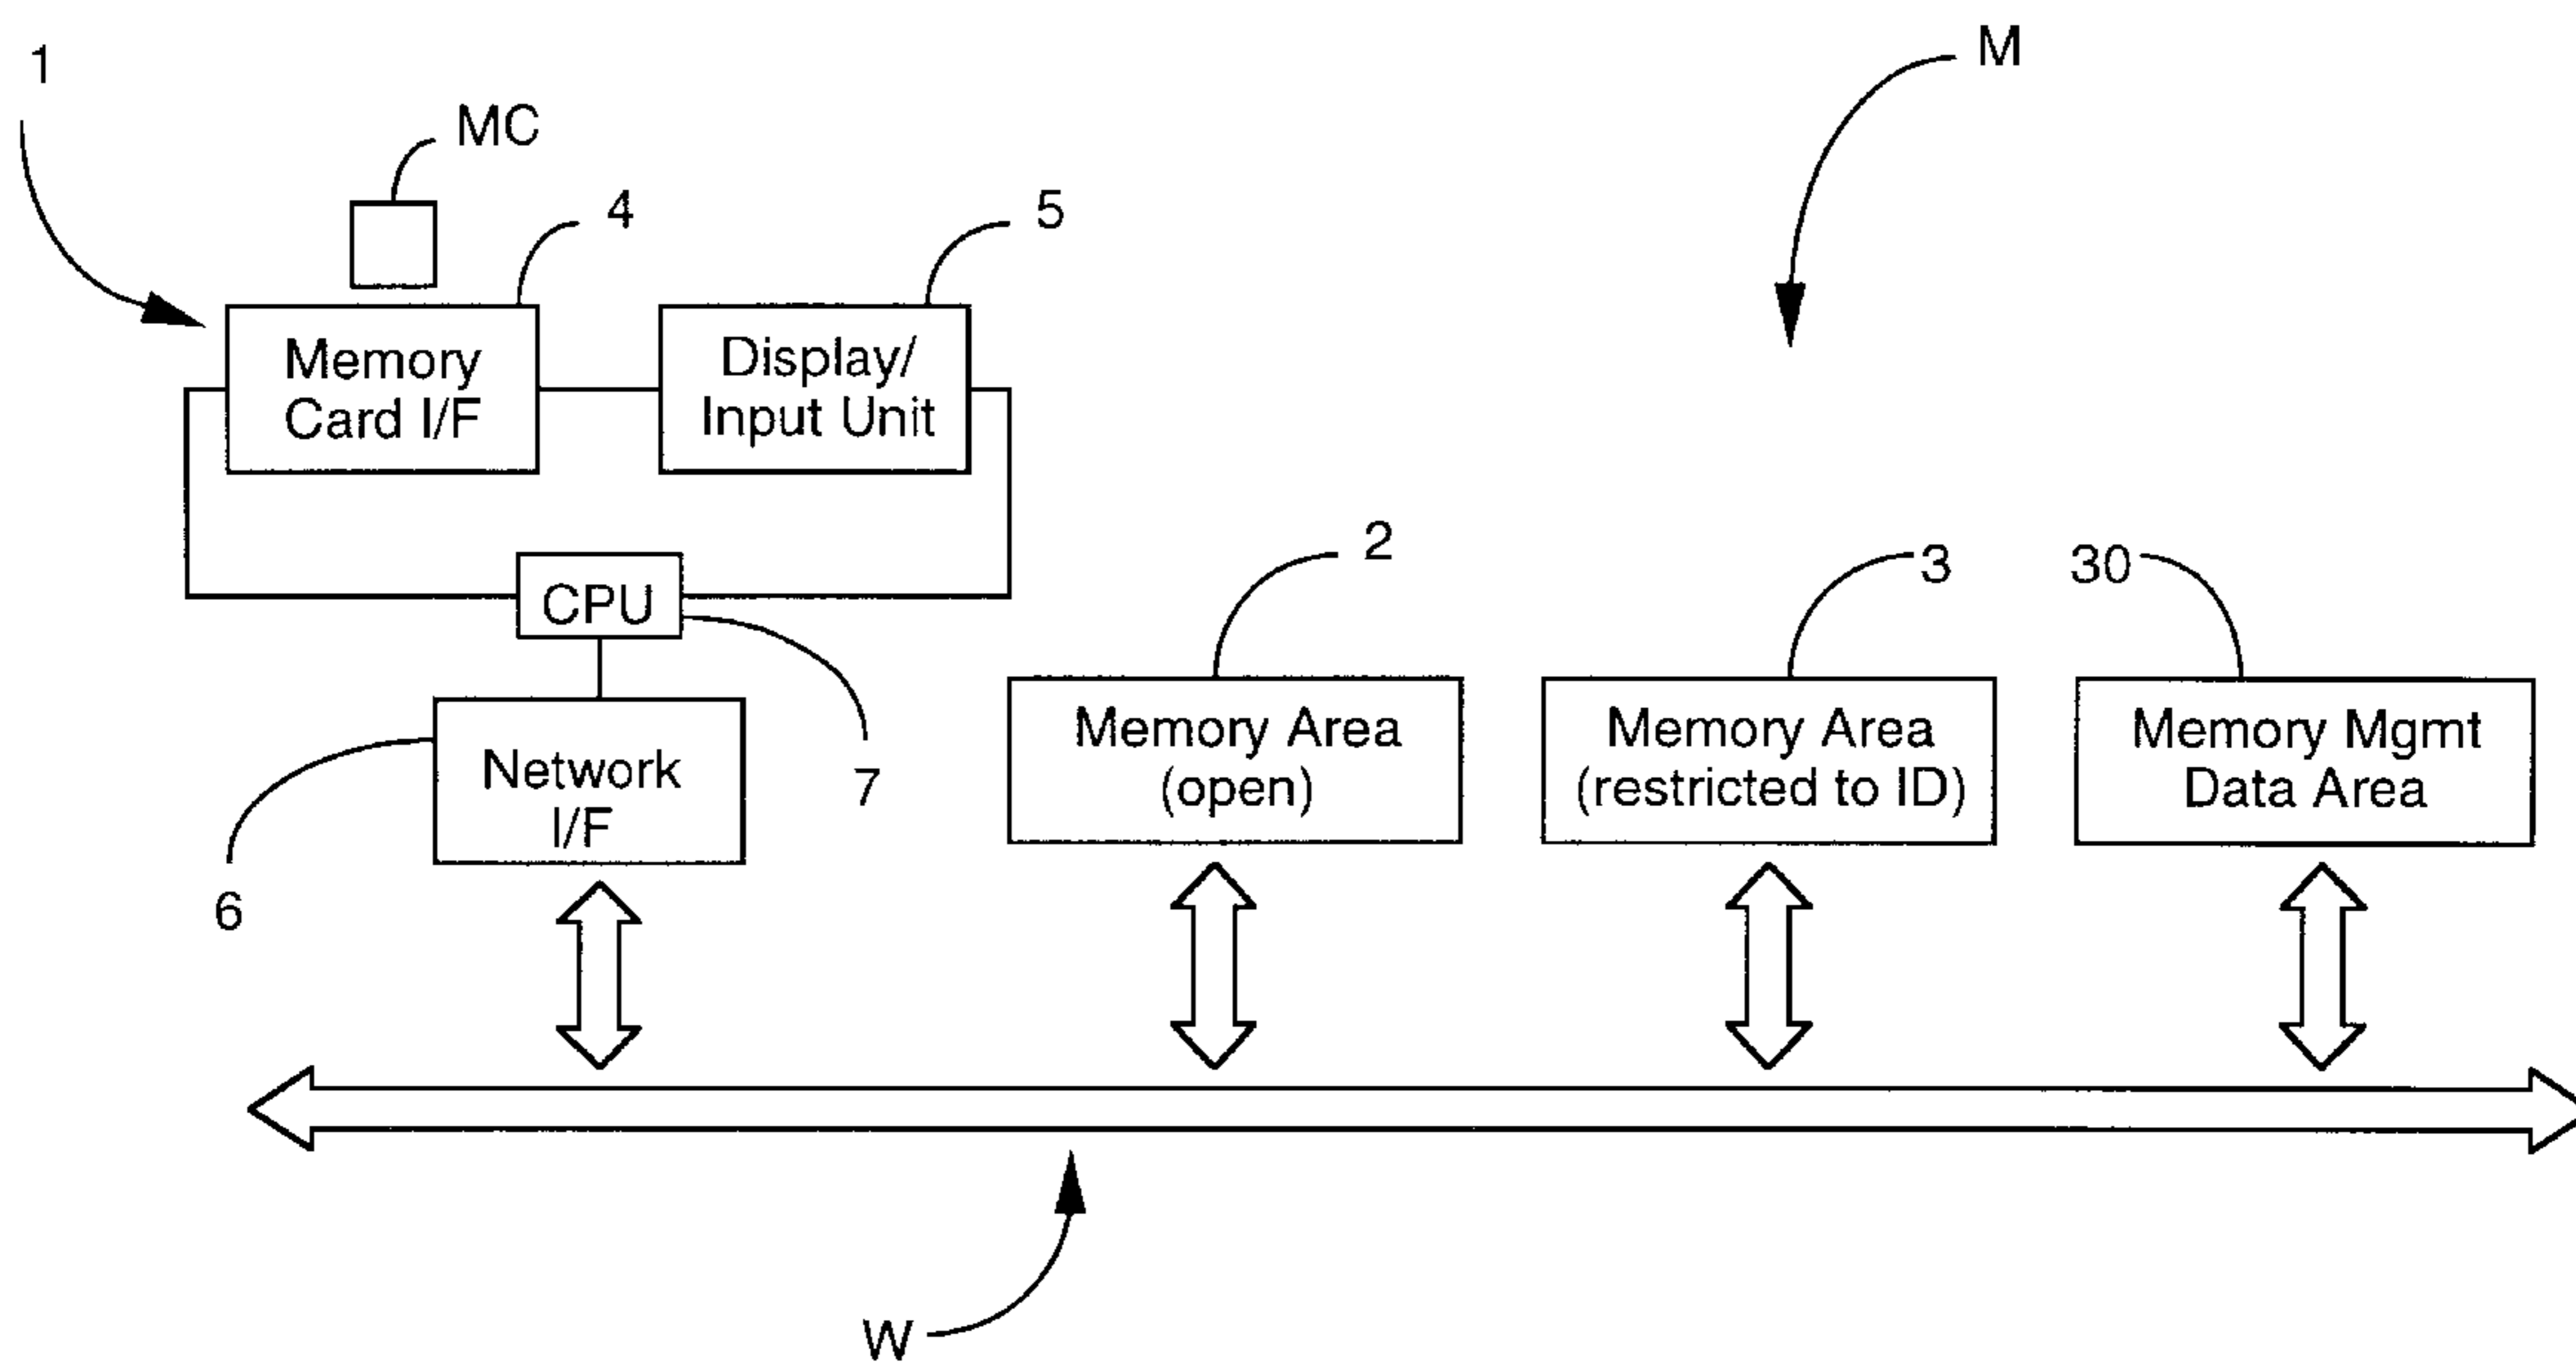 1
M
MC
4
5
Memory
Card I/F
Display/
Input Unit
2
3
30
CPU
7
Network
I/F
6
Memory Area
(open)
Memory Area
(restricted to ID)
Memory Mgmt
Data Area
W